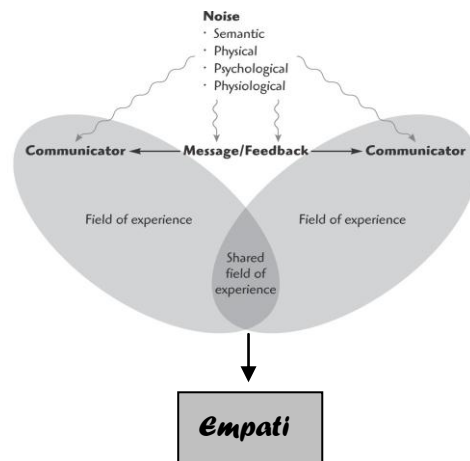 Noise
· Semantic
· Physical
· Psychological
· Physiological
Communicator Message/Feedback Communicator
Field of experience Field of experience
Shared
field of
experience
Empati